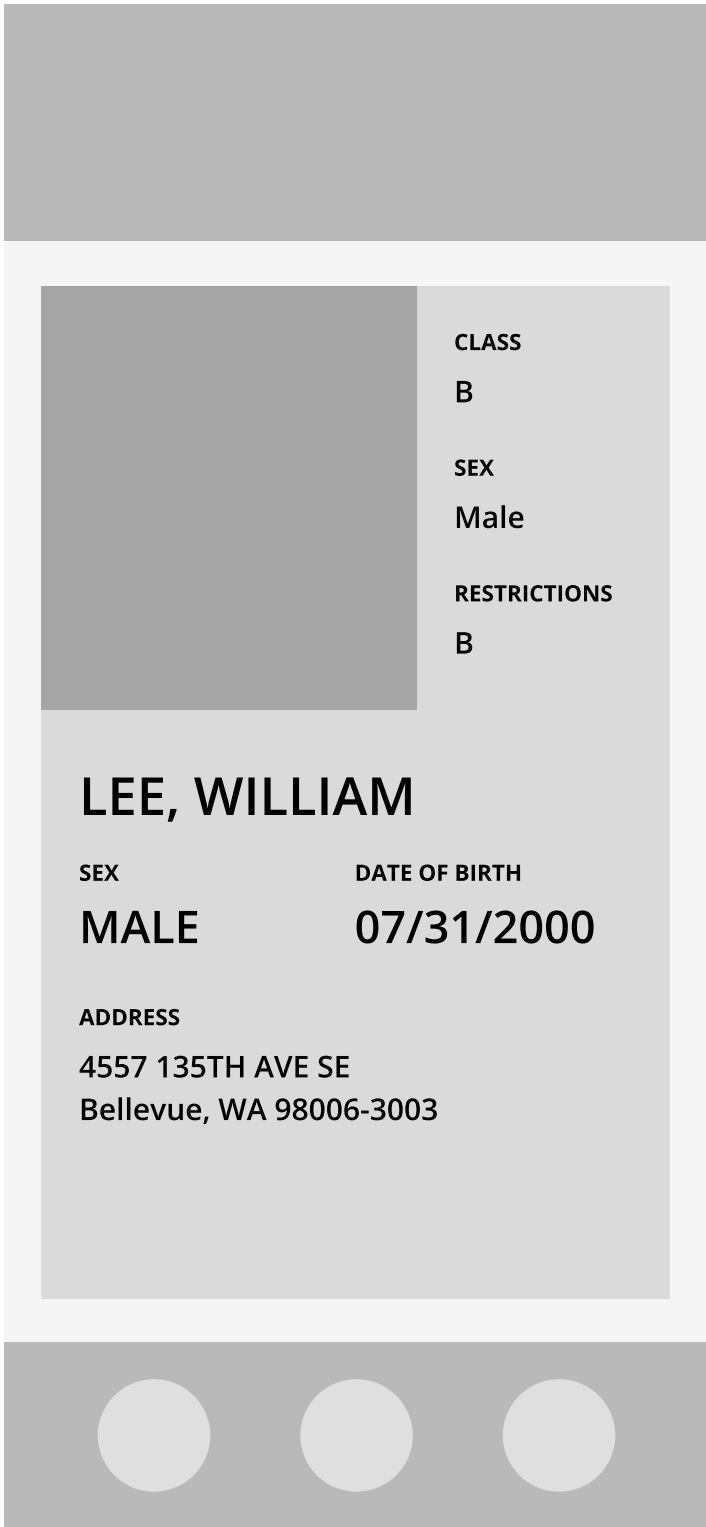 CLASS
B
SEX
Male
RESTRICTIONS
B
LEE, WILLIAM
SEX
MALE
DATE OF BIRTH
07/31/2000
ADDRESS
4557 135TH AVE SE
Bellevue, WA 98006-3003